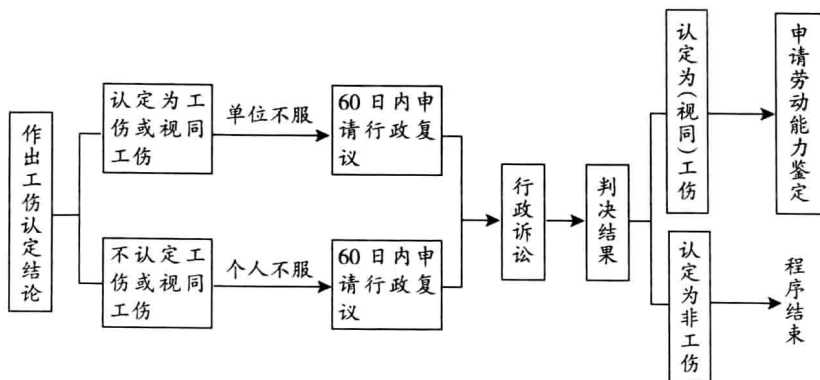 作出工伤认定结论
认定为工
伤或视同
工伤
单位不服
60日内申
请行政复
议
不认定工
伤或视同
工伤
个人不服
60日内申
请行政复
议
行政诉讼
判决结果
认定为(视同)工伤
申请劳动能力鉴定
认定为非工伤
程序结束